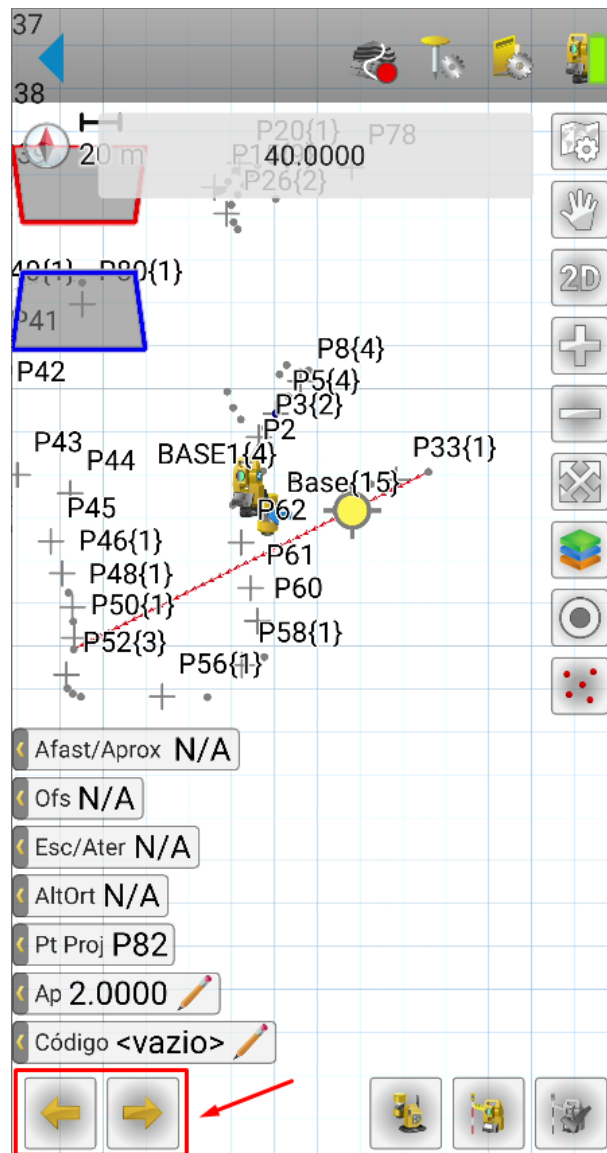 37
38
P20{1} P78
20 m
40.0000
P26{2}
P80{1}
P41
P42
P8{4}
P5{4}
P3{2}
P2
P43
P44
BASE1{4}
P33{1}
Base{15}
P45
P62
P46{1}
P61
P48{1}
P60
P50{1}
P58{1}
P52{3}
P56{1}
Afast/Aprox N/A
Ofs N/A
Esc/Ater N/A
AltOrt N/A
Pt Proj P82
Ap 2.0000
Código <vazio>
2D